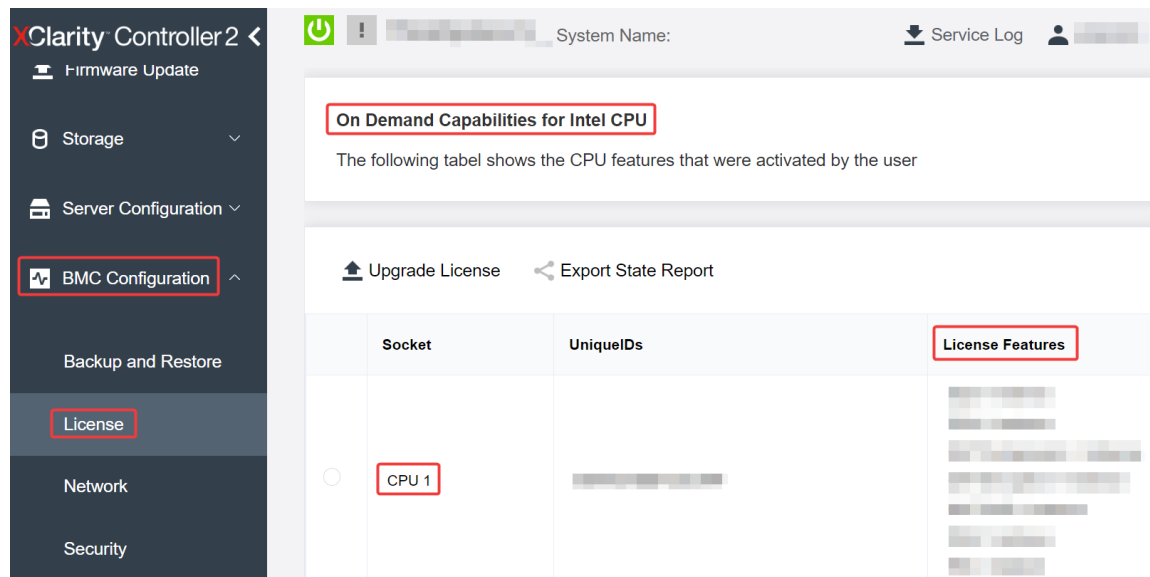 XClarity Controller 2
Firmware Update
Storage
Server Configuration
BMC Configuration
Backup and Restore
License
Network
Security
System Name:
Service Log
On Demand Capabilities for Intel CPU
The following tabel shows the CPU features that were activated by the user
Upgrade License
Export State Report
Socket
UniqueIDs
License Features
CPU 1